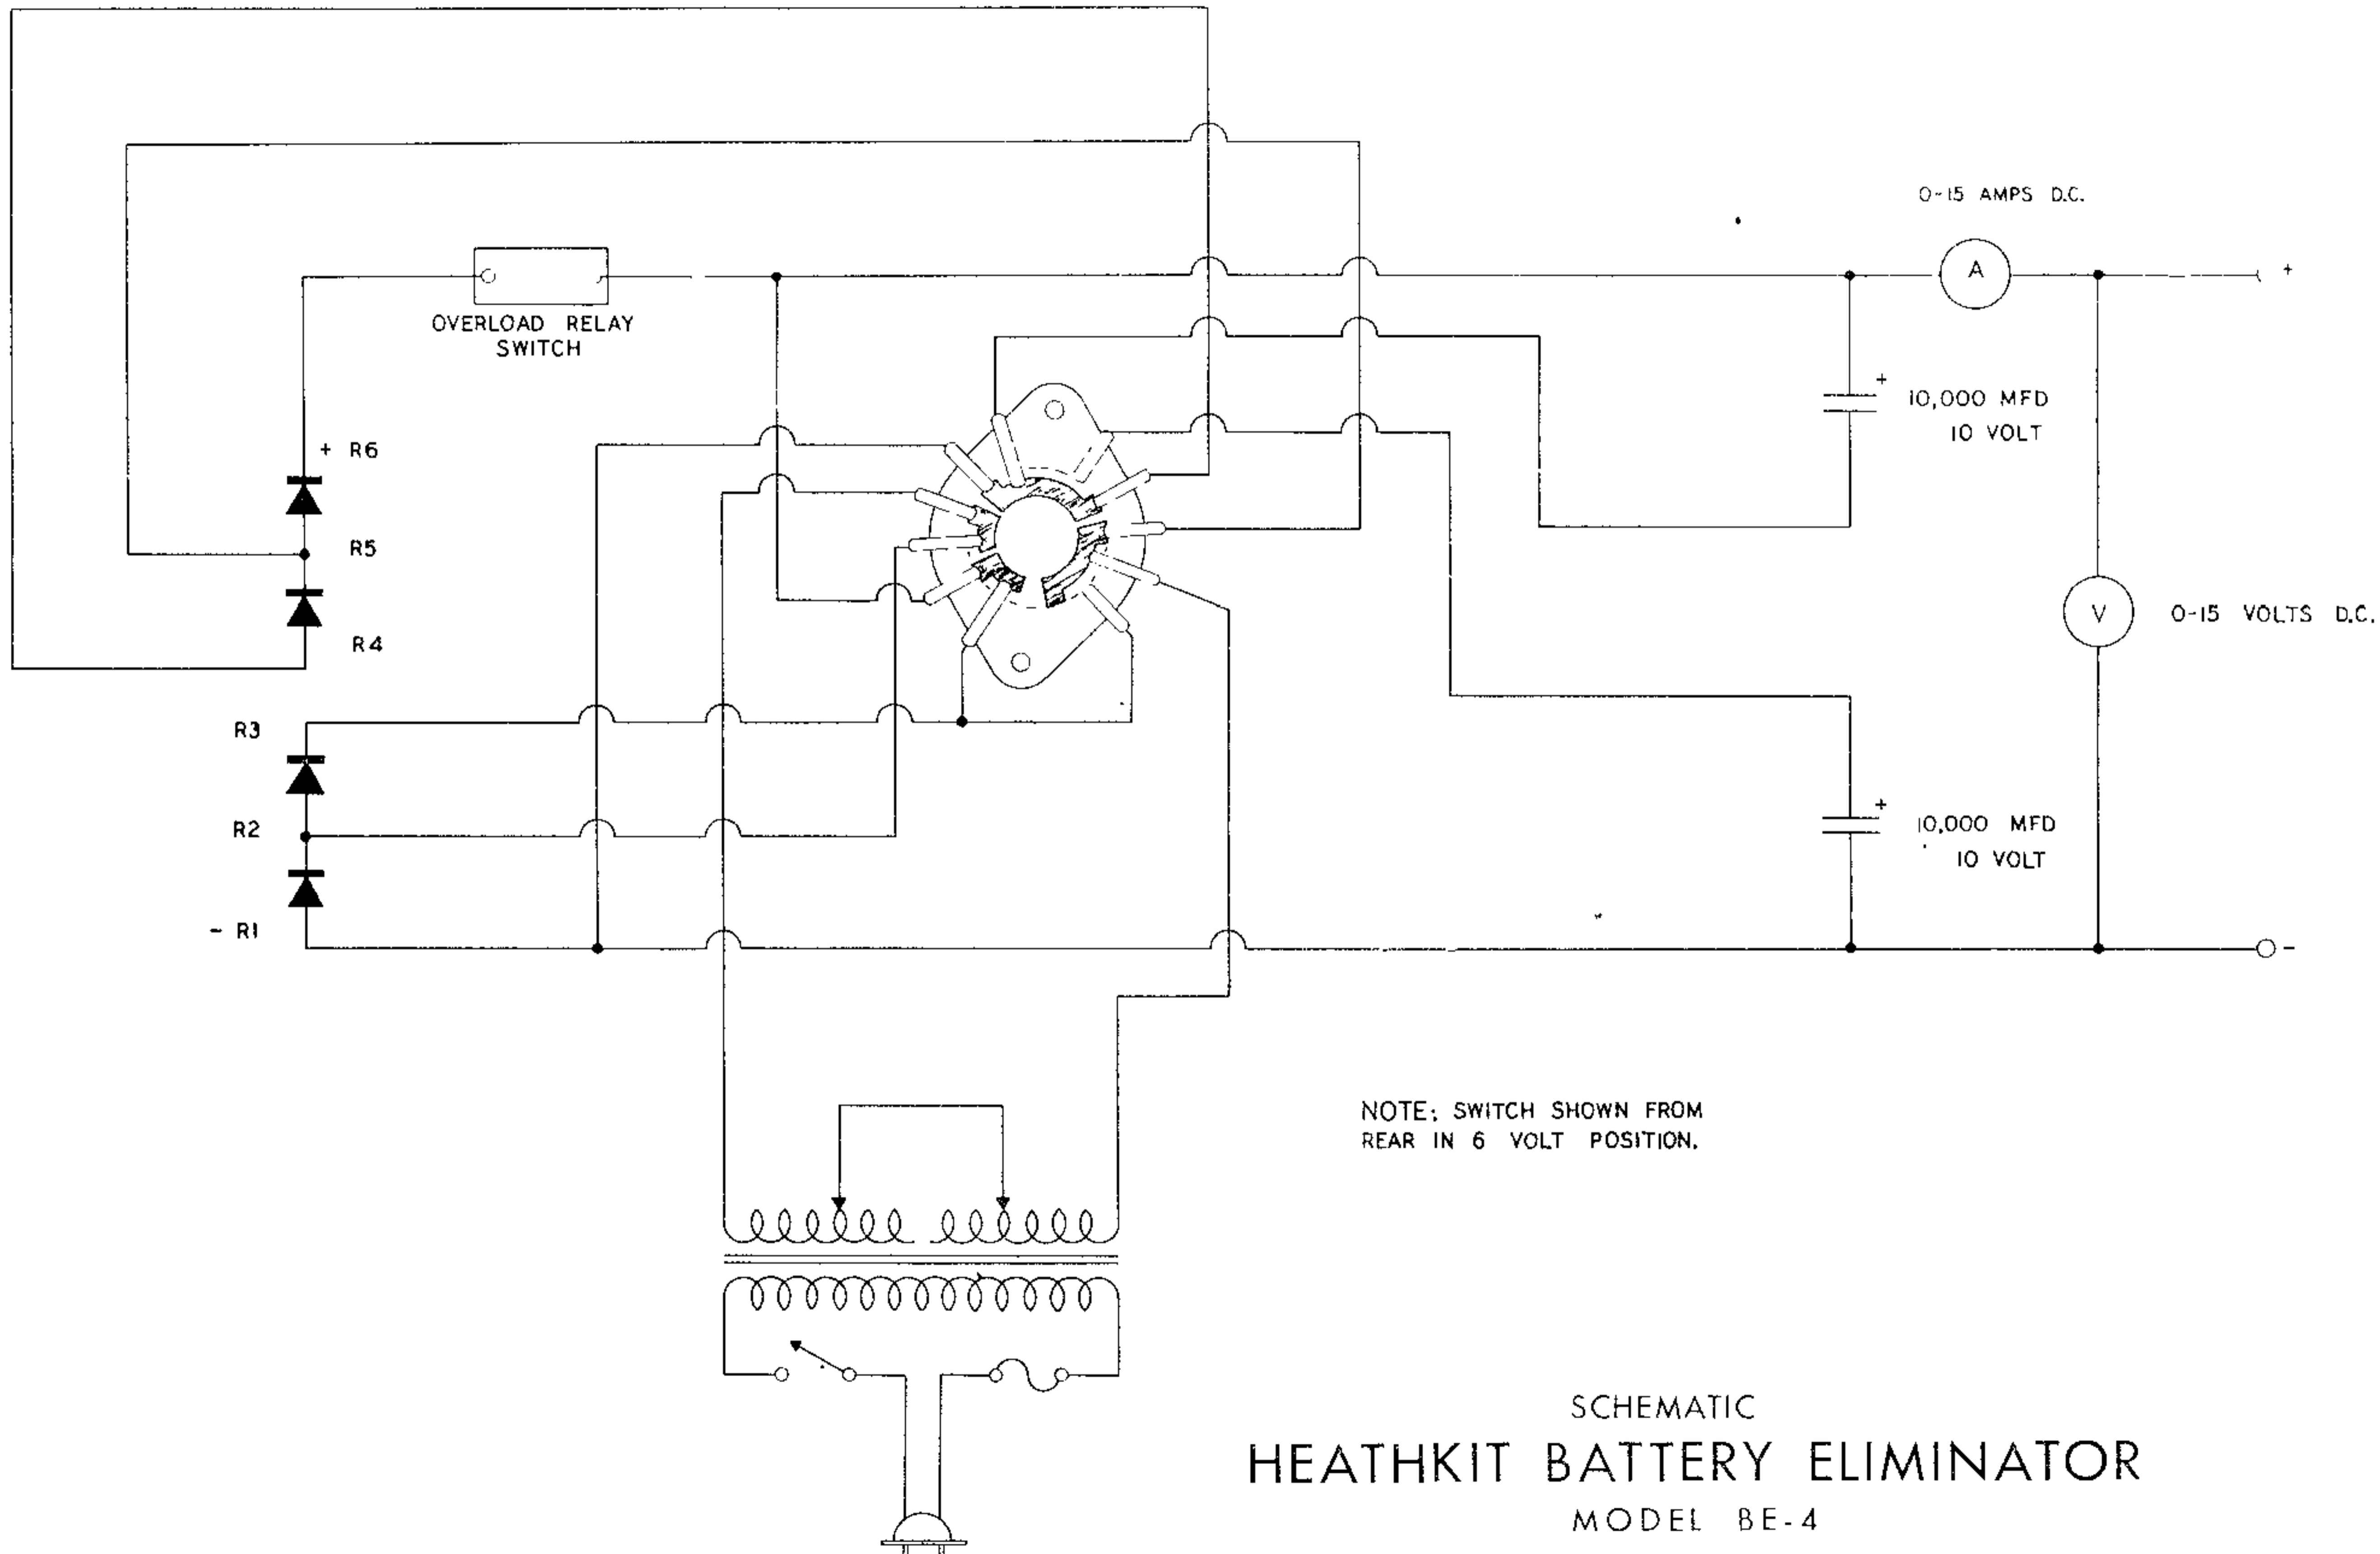 0-15 AMPS D.C.
A
+
OVERLOAD RELAY
SWITCH
+
10,000 MFD
10 VOLT
+ R6
R5
R4
V
0-15 VOLTS D.C.
R3
R2
+
10,000 MFD
10 VOLT
- R1
-
NOTE; SWITCH SHOWN FROM
REAR IN 6 VOLT POSITION.
SCHEMATIC
HEATHKIT BATTERY ELIMINATOR
MODEL BE-4